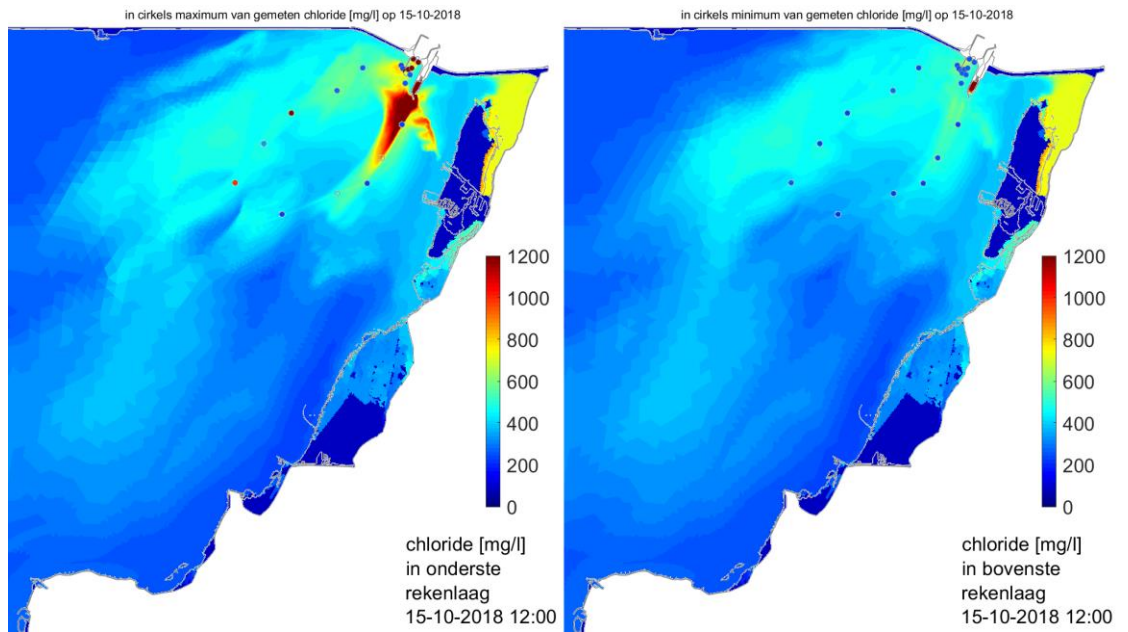 in cirkels maximum van gemeten chloride [mg/l] op 15-10-2018
1200
1000
800
600
400
200
0
chloride [mg/l]
in onderste
rekenlaag
15-10-2018 12:00
in cirkels minimum van gemeten chloride [mg/l] op 15-10-2018
1200
1000
800
600
400
200
0
chloride [mg/l]
in bovenste
rekenlaag
15-10-2018 12:00